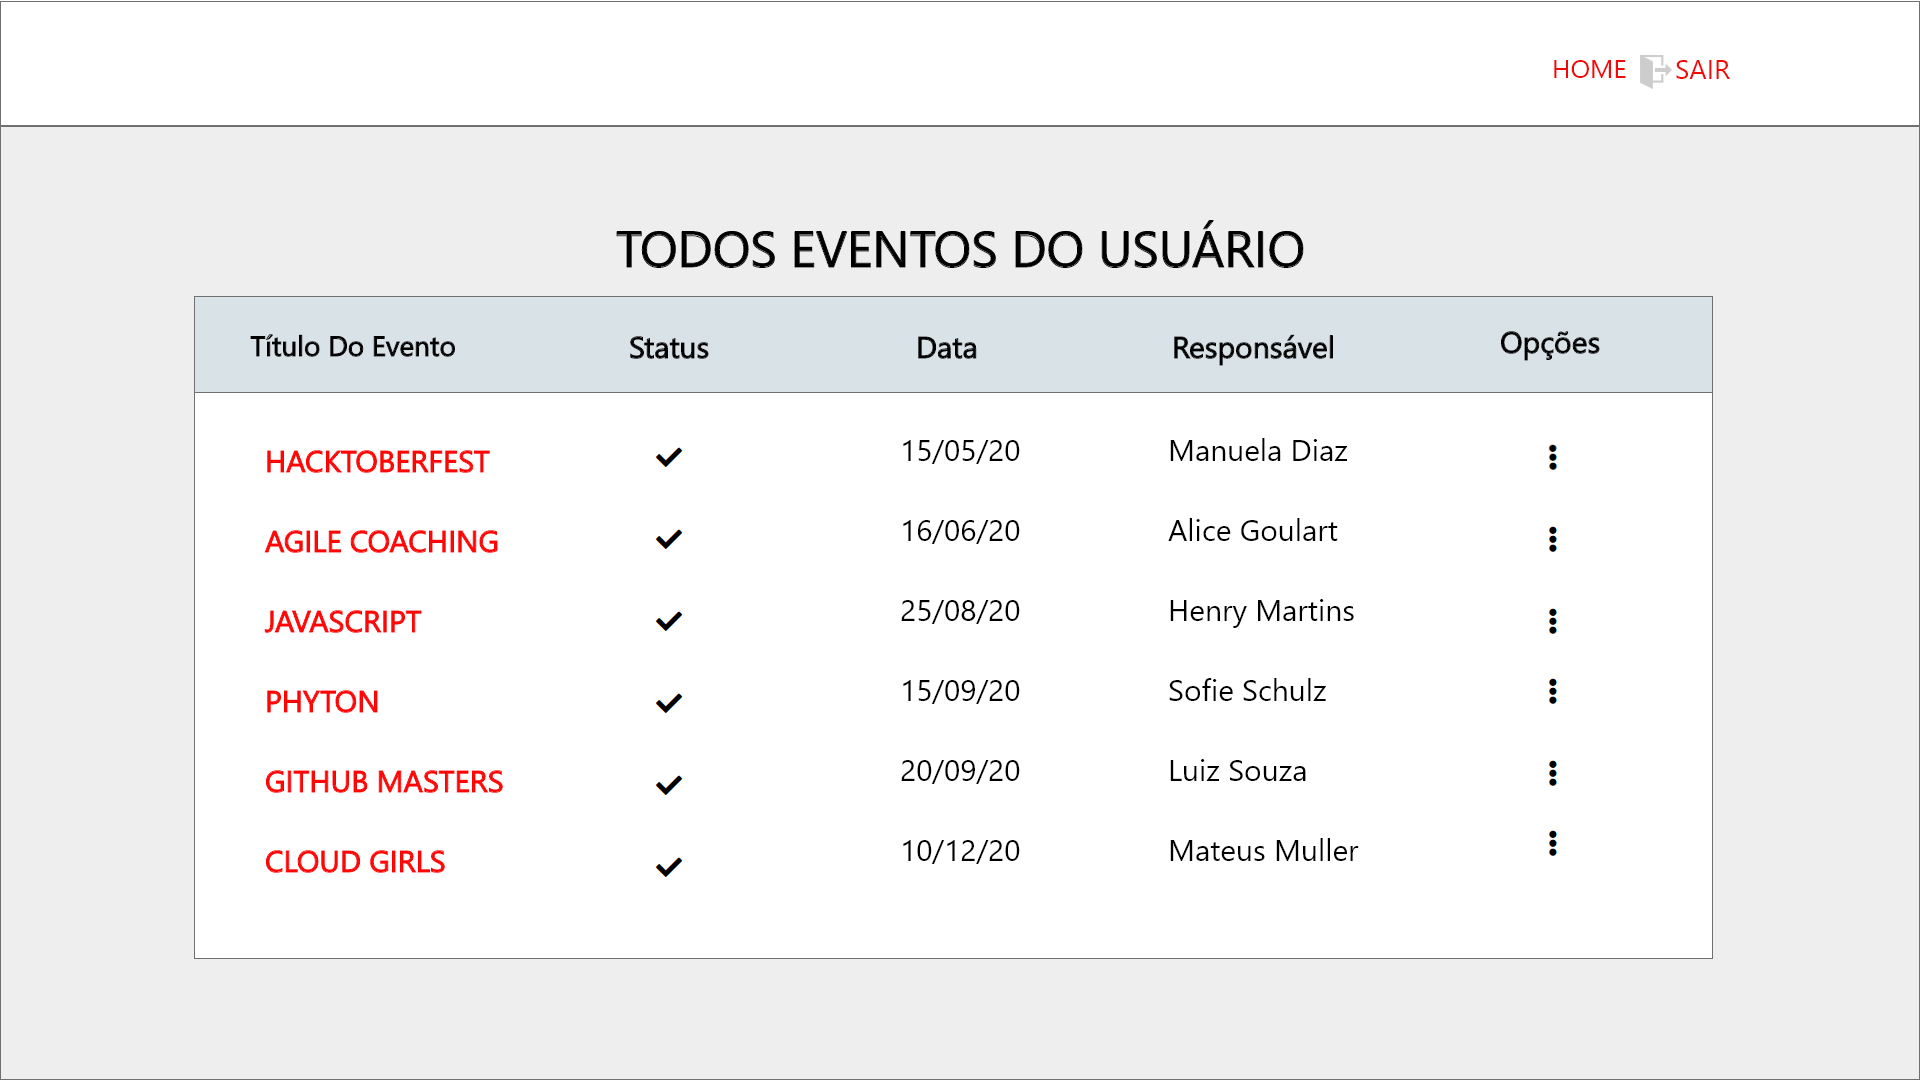 HOME SAIR
TODOS EVENTOS DO USUÁRIO
Título Do Evento Status Data Responsável Opções
HACKTOBERFEST 15/05/20 Manuela Diaz
AGILE COACHING 16/06/20 Alice Goulart
JAVASCRIPT 25/08/20 Henry Martins
PHYTON 15/09/20 Sofie Schulz
GITHUB MASTERS 20/09/20 Luiz Souza
CLOUD GIRLS 10/12/20 Mateus Muller